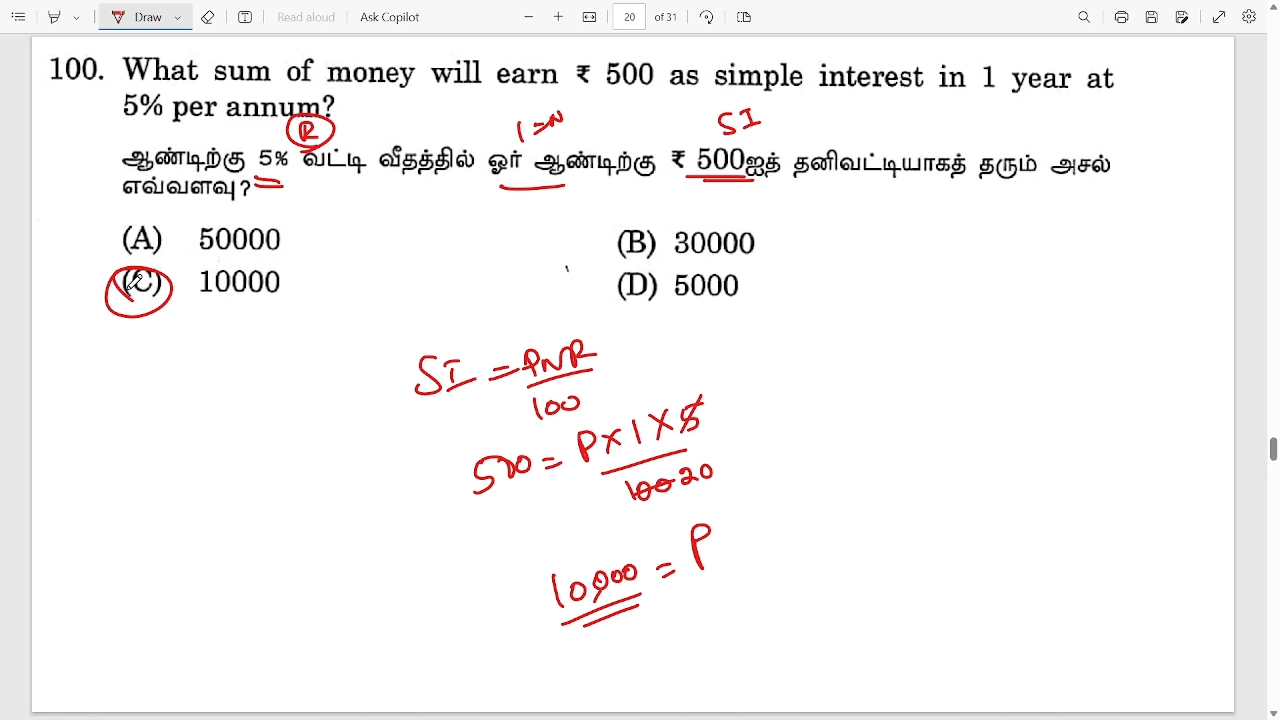 Draw
Read aloud
Ask Copilot
20
of 31
100. What sum of money will earn ₹ 500 as simple interest in 1 year at
5% per annum?
R
1=N
SI
ஆண்டிற்கு 5% வட்டி வீதத்தில் ஓர் ஆண்டிற்கு ₹ 500ஐத் தனிவட்டியாகத் தரும் அசல்
எவ்வளவு?
(A) 50000
(B) 30000
(C) 10000
(D) 5000
SI = PNR
100
500 = P X 1 X 5
100 20
10,000 = P